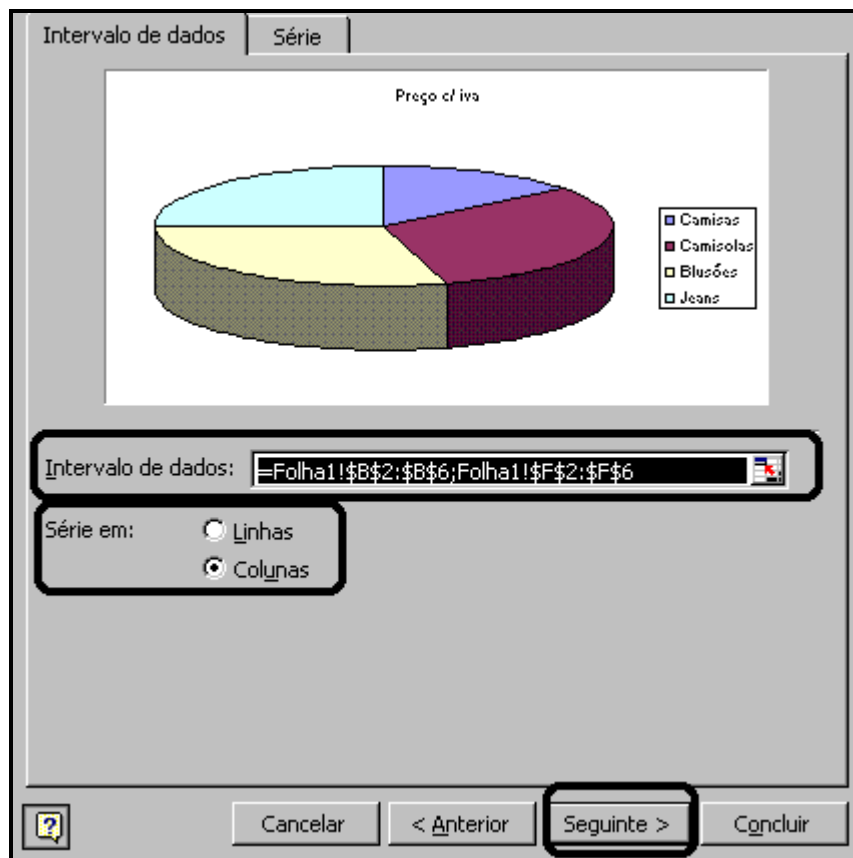 Intervalo de dados
Série
Preço c/ iva
Camisas
Camisolas
Blusões
Jeans
Intervalo de dados:
=Folha1!$B$2:$B$6;Folha1!$F$2:$F$6
Série em:
Linhas
Colunas
Cancelar
< Anterior
Seguinte >
Concluir